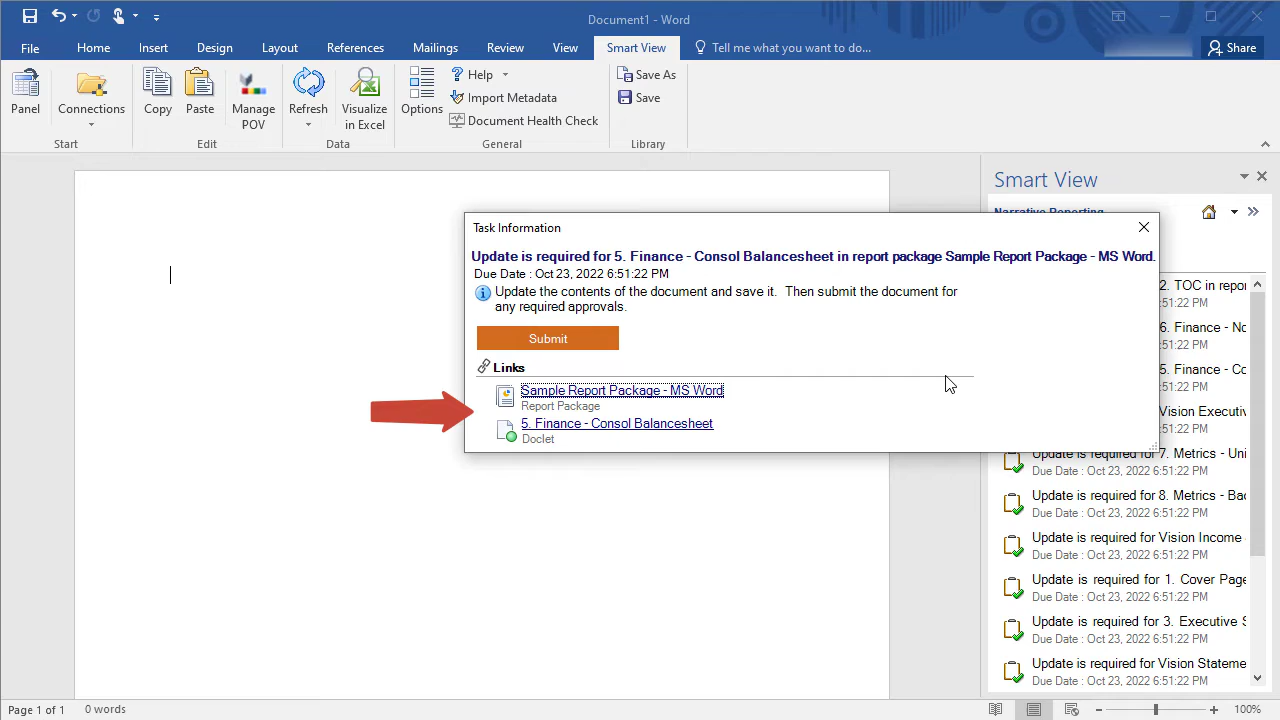 Document1 - Word
File
Home
Insert
Design
Layout
References
Mailings
Review
View
Smart View
Tell me what you want to do...
Share
Panel
Connections
Copy
Paste
Manage
POV
Refresh
Visualize
in Excel
Options
Help
Import Metadata
Document Health Check
Save As
Save
Start
Edit
Data
General
Library
Smart View
Narrative Reporting
Task Information
Update is required for 5. Finance - Consol Balancesheet in report package Sample Report Package - MS Word.
Due Date : Oct 23, 2022 6:51:22 PM
Update the contents of the document and save it. Then submit the document for
any required approvals.
Submit
Links
Sample Report Package - MS Word
Report Package
5. Finance - Consol Balancesheet
Doclet
2. TOC in repor
:51:22 PM
6. Finance - No
:51:22 PM
5. Finance - Co
:51:22 PM
Vision Executiv
:51:22 PM
Update is required for 7. Metrics - Uni
Due Date : Oct 23, 2022 6:51:22 PM
Update is required for 8. Metrics - Bac
Due Date : Oct 23, 2022 6:51:22 PM
Update is required for Vision Income
Due Date : Oct 23, 2022 6:51:22 PM
Update is required for 1. Cover Page
Due Date : Oct 23, 2022 6:51:22 PM
Update is required for 3. Executive S
Due Date : Oct 23, 2022 6:51:22 PM
Update is required for Vision Stateme
Due Date : Oct 23, 2022 6:51:22 PM
Page 1 of 1
0 words
100%